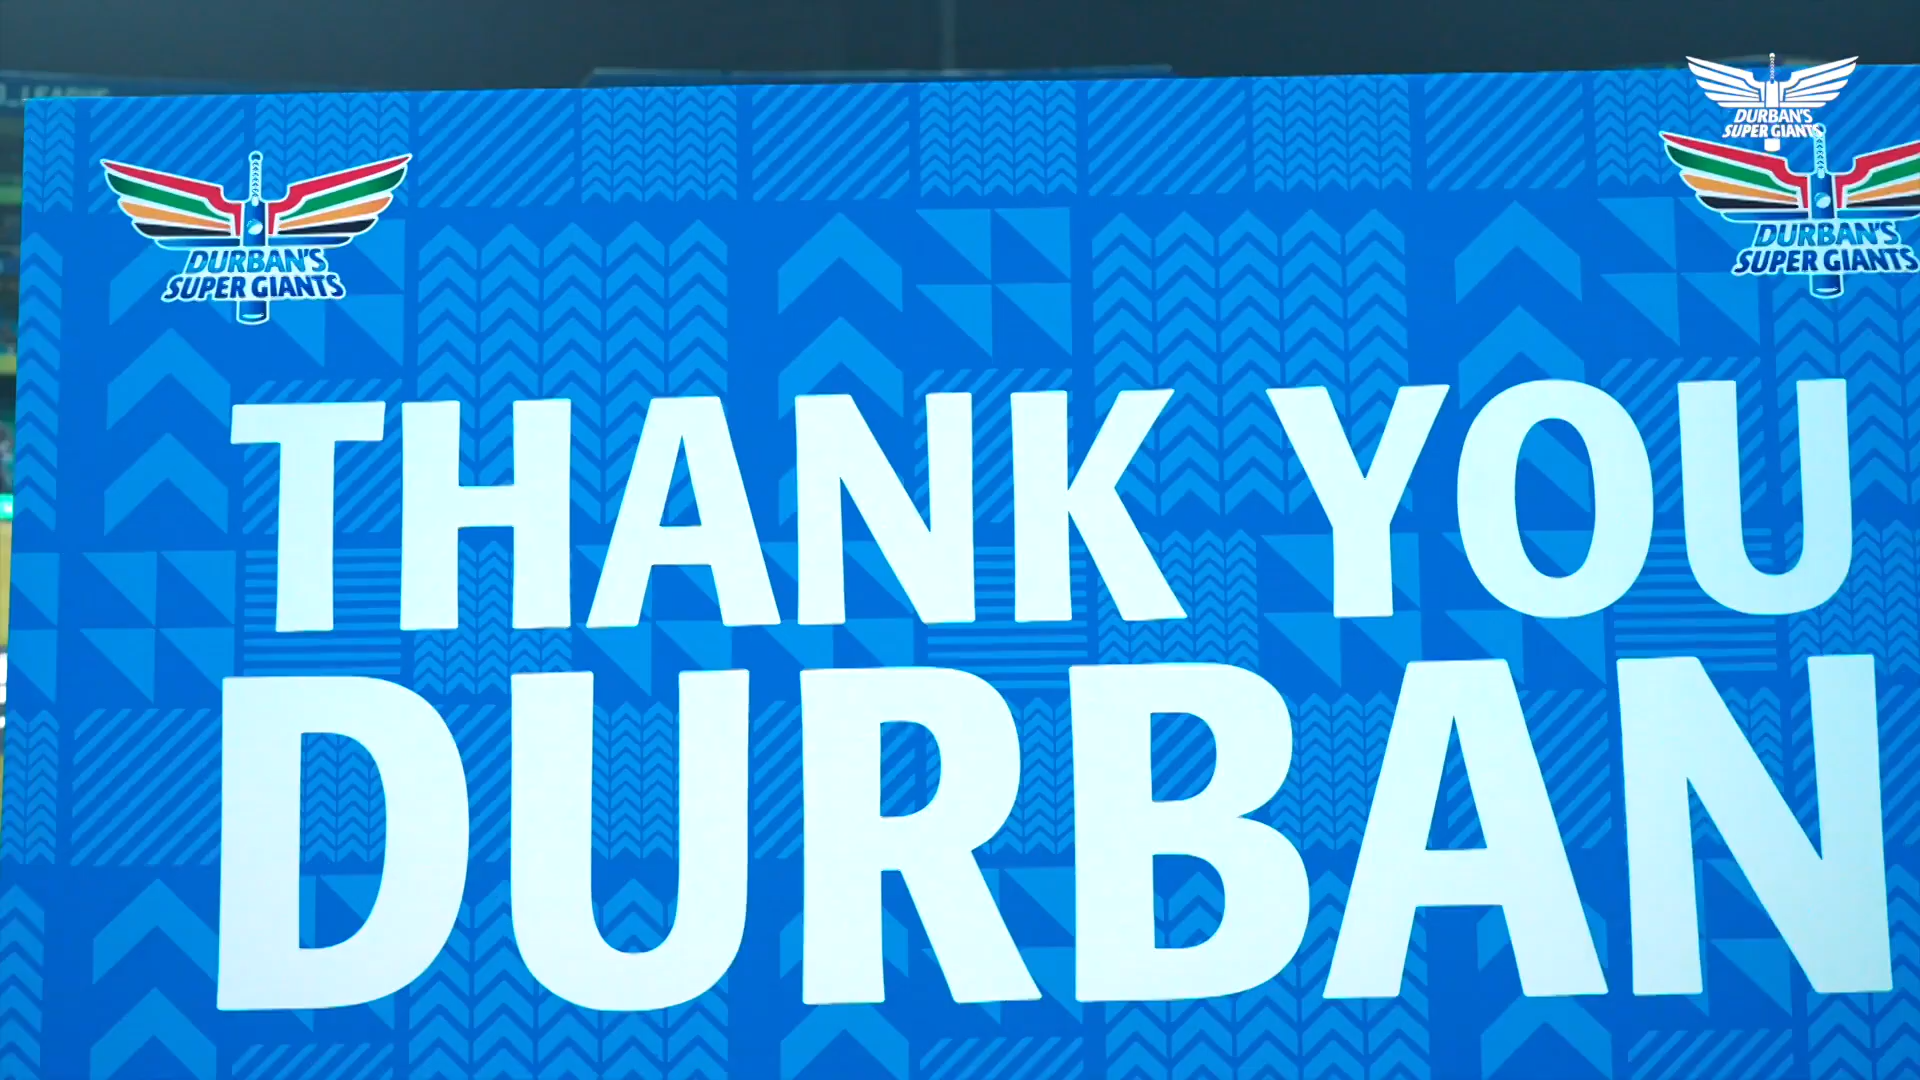 DURBAN'S
SUPER GIANTS
DURBAN'S
SUPER GIANTS
DURBAN'S
SUPER GIANTS
THANK YOU
DURBAN